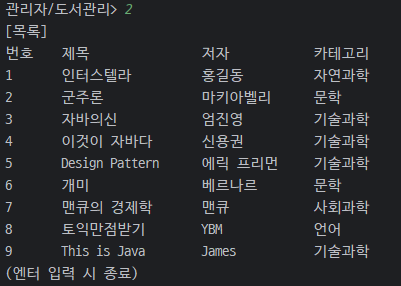 관리자/도서관리> 2
[목록]
번호 제목 저자 카테고리
1 인터스텔라 홍길동 자연과학
2 군주론 마키아벨리 문학
3 자바의신 엄진영 기술과학
4 이것이 자바다 신용권 기술과학
5 Design Pattern 에릭 프리먼 기술과학
6 개미 베르나르 문학
7 맨큐의 경제학 맨큐 사회과학
8 토익만점받기 YBM 언어
9 This is Java James 기술과학
(엔터 입력 시 종료)